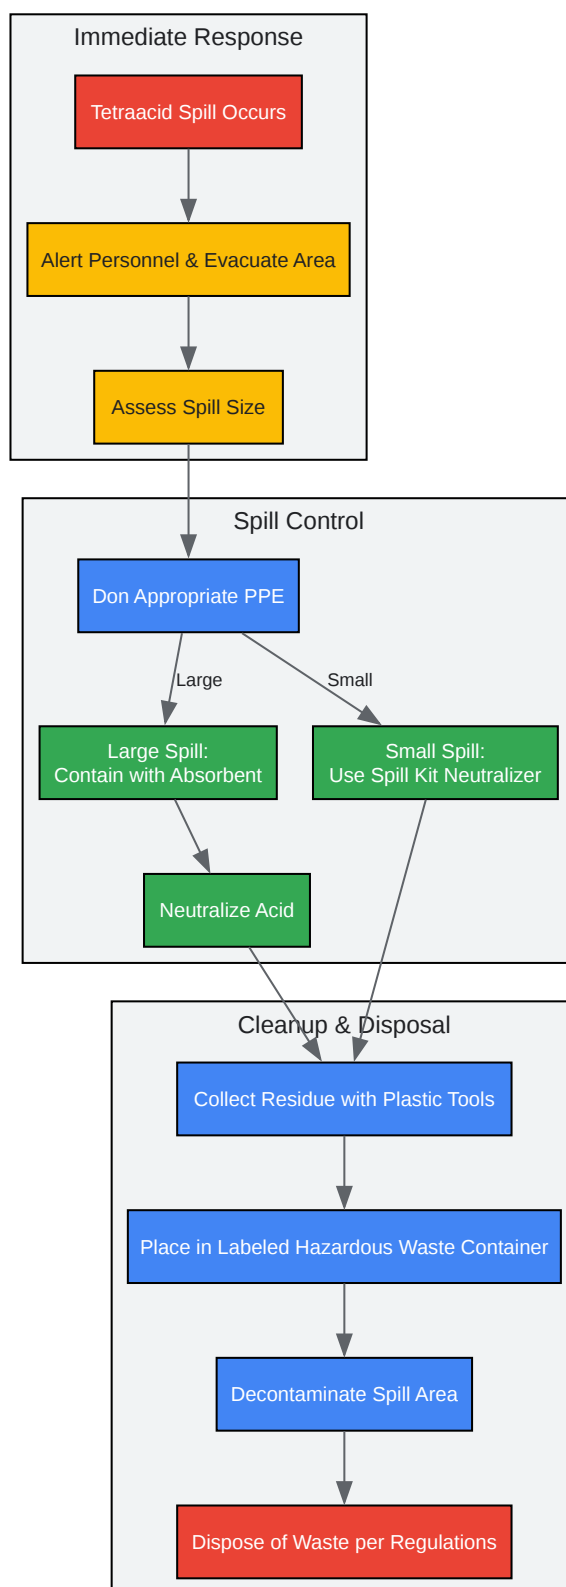 Immediate Response
Tetraacid Spill Occurs
Alert Personnel & Evacuate Area
Assess Spill Size
Spill Control
Don Appropriate PPE
Large
Small
Large Spill:
Contain with Absorbent
Small Spill:
Use Spill Kit Neutralizer
Neutralize Acid
Cleanup & Disposal
Collect Residue with Plastic Tools
Place in Labeled Hazardous Waste Container
Decontaminate Spill Area
Dispose of Waste per Regulations